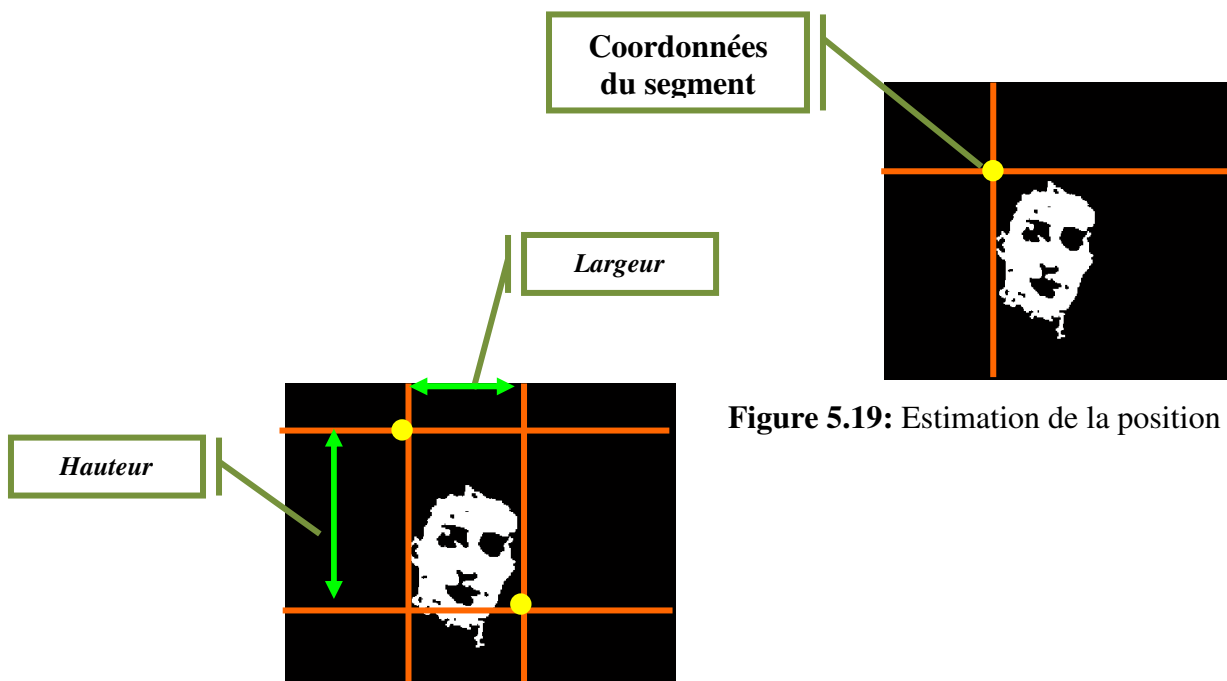 Coordonnées
du segment
Largeur
Figure 5.19: Estimation de la position
Hauteur